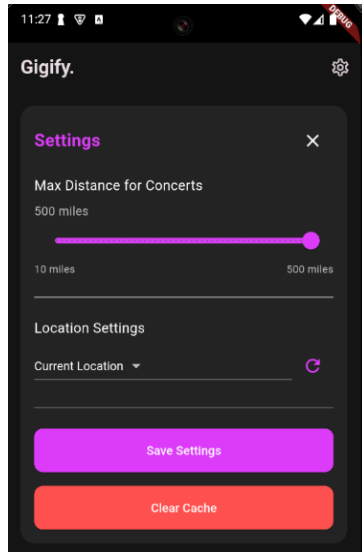 11:27
DEBUG
Gigify.
Settings
Max Distance for Concerts
500 miles
10 miles 500 miles
Location Settings
Current Location
Save Settings
Clear Cache